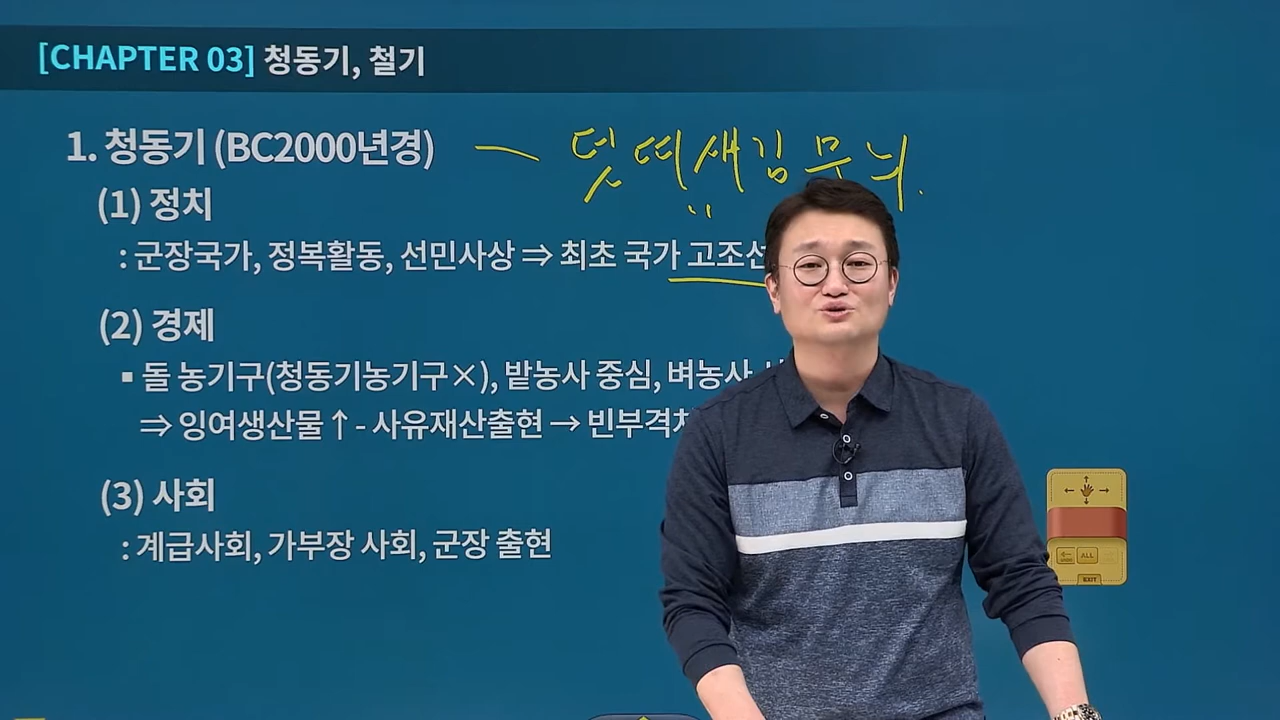 [CHAPTER 03] 청동기, 철기
1. 청동기 (BC2000년경) — 덧띠새김무늬.
(1) 정치
: 군장국가, 정복활동, 선민사상 ⇒ 최초 국가 고조선
(2) 경제
▪ 돌 농기구(청동기농기구×), 밭농사 중심, 벼농사
⇒ 잉여생산물↑- 사유재산출현 → 빈부격차
(3) 사회
: 계급사회, 가부장 사회, 군장 출현
ALL
EXIT